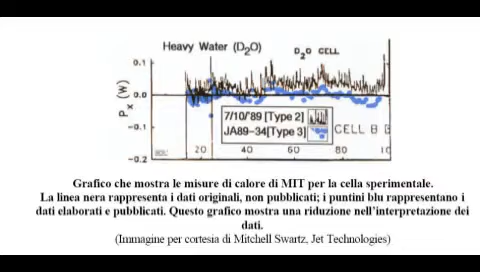 Heavy Water (D₂O)
D₂O CELL
Pₓ (W)
0.1
0.0
-0.1
-0.2
7/10/'89 [Type 2]
JA89-34[Type 3]
CELL B
20 40 60 80
Grafico che mostra le misure di calore di MIT per la cella sperimentale.
La linea nera rappresenta i dati originali, non pubblicati; i puntini blu rappresentano i
dati elaborati e pubblicati. Questo grafico mostra una riduzione nell'interpretazione dei
dati.
(Immagine per cortesia di Mitchell Swartz, Jet Technologies)